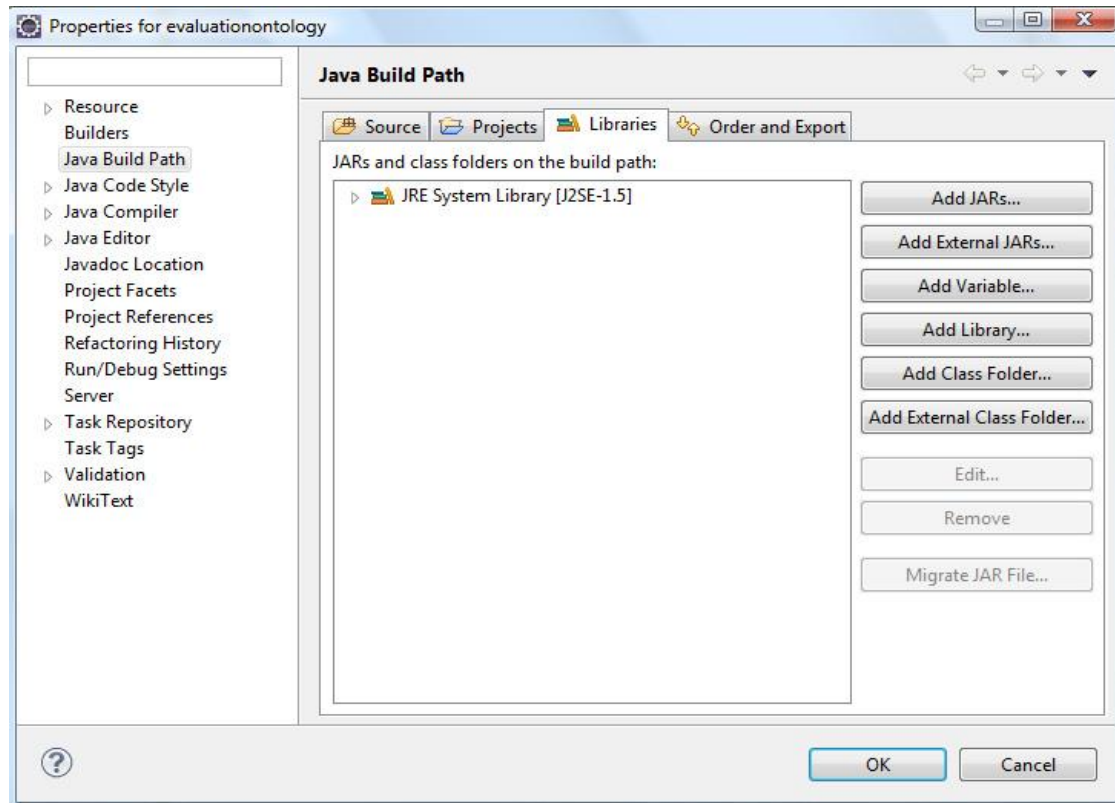 Properties for evaluationontology
Java Build Path
Resource
Builders
Java Build Path
Java Code Style
Java Compiler
Java Editor
Javadoc Location
Project Facets
Project References
Refactoring History
Run/Debug Settings
Server
Task Repository
Task Tags
Validation
WikiText
Source Projects Libraries Order and Export
JARs and class folders on the build path:
JRE System Library [J2SE-1.5]
Add JARs...
Add External JARs...
Add Variable...
Add Library...
Add Class Folder...
Add External Class Folder...
Edit...
Remove
Migrate JAR File...
OK Cancel